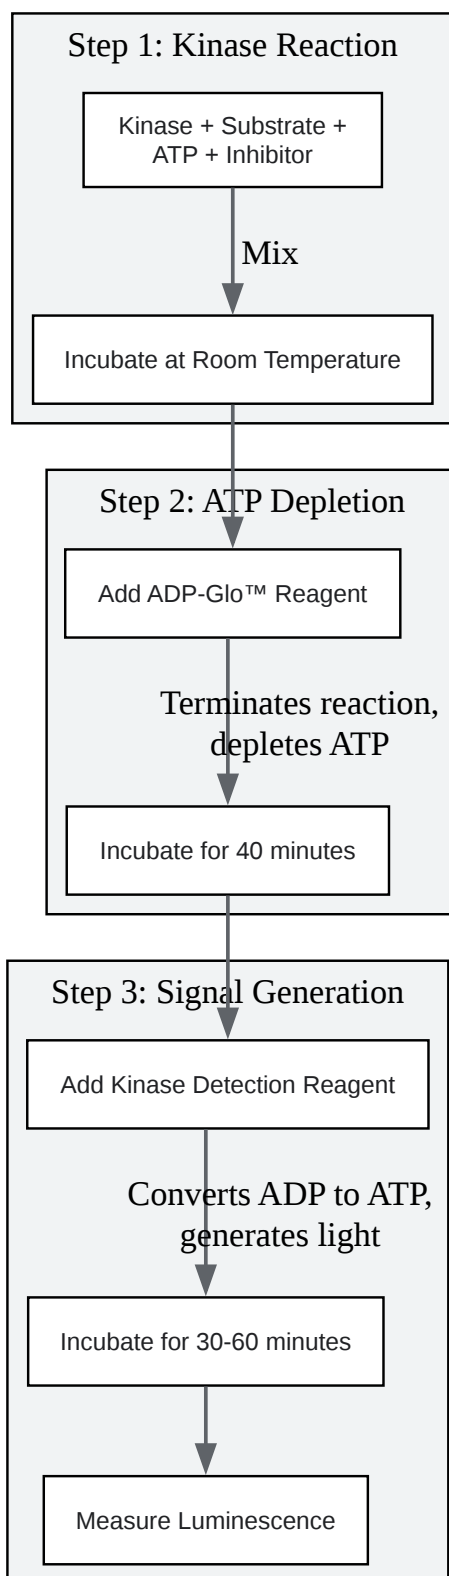 Step 1: Kinase Reaction
Kinase + Substrate +
ATP + Inhibitor
Mix
Incubate at Room Temperature
Step 2: ATP Depletion
Add ADP-Glo™ Reagent
Terminates reaction,
depletes ATP
Incubate for 40 minutes
Step 3: Signal Generation
Add Kinase Detection Reagent
Converts ADP to ATP,
generates light
Incubate for 30-60 minutes
Measure Luminescence